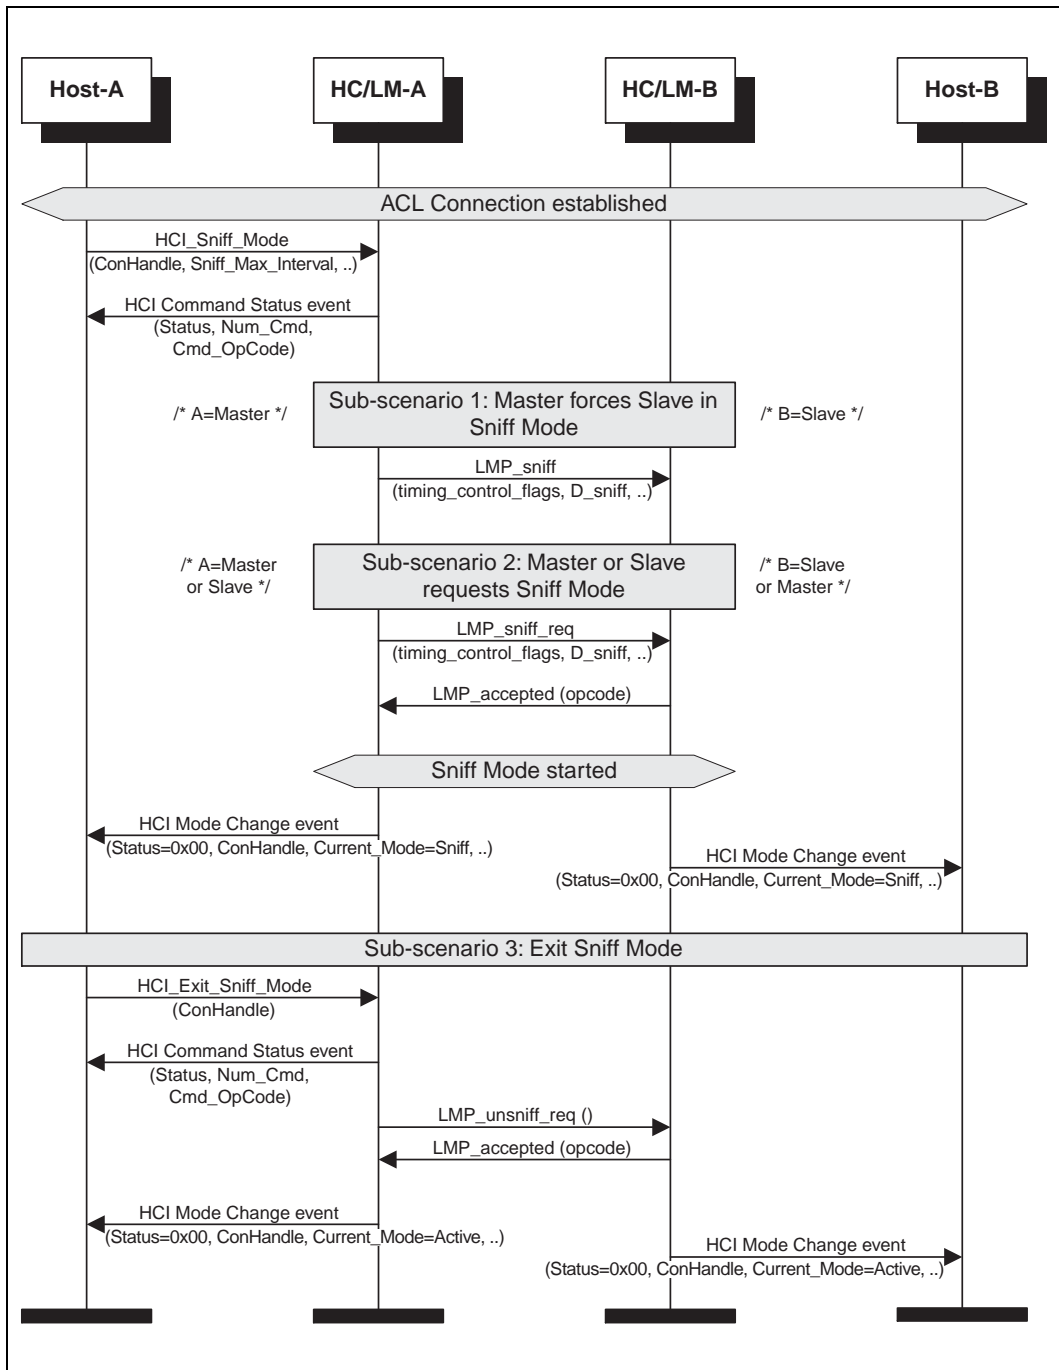 Host-A
HC/LM-A
HC/LM-B
Host-B
ACL Connection established
HCI_Sniff_Mode
(ConHandle, Sniff_Max_Interval, ..)
HCI Command Status event
(Status, Num_Cmd,
Cmd_OpCode)
/* A=Master */
Sub-scenario 1: Master forces Slave in
Sniff Mode
/* B=Slave */
LMP_sniff
(timing_control_flags, D_sniff, ..)
/* A=Master
or Slave */
Sub-scenario 2: Master or Slave
requests Sniff Mode
/* B=Slave
or Master */
LMP_sniff_req
(timing_control_flags, D_sniff, ..)
LMP_accepted (opcode)
Sniff Mode started
HCI Mode Change event
(Status=0x00, ConHandle, Current_Mode=Sniff, ..)
HCI Mode Change event
(Status=0x00, ConHandle, Current_Mode=Sniff, ..)
Sub-scenario 3: Exit Sniff Mode
HCI_Exit_Sniff_Mode
(ConHandle)
HCI Command Status event
(Status, Num_Cmd,
Cmd_OpCode)
LMP_unsniff_req ()
LMP_accepted (opcode)
HCI Mode Change event
(Status=0x00, ConHandle, Current_Mode=Active, ..)
HCI Mode Change event
(Status=0x00, ConHandle, Current_Mode=Active, ..)